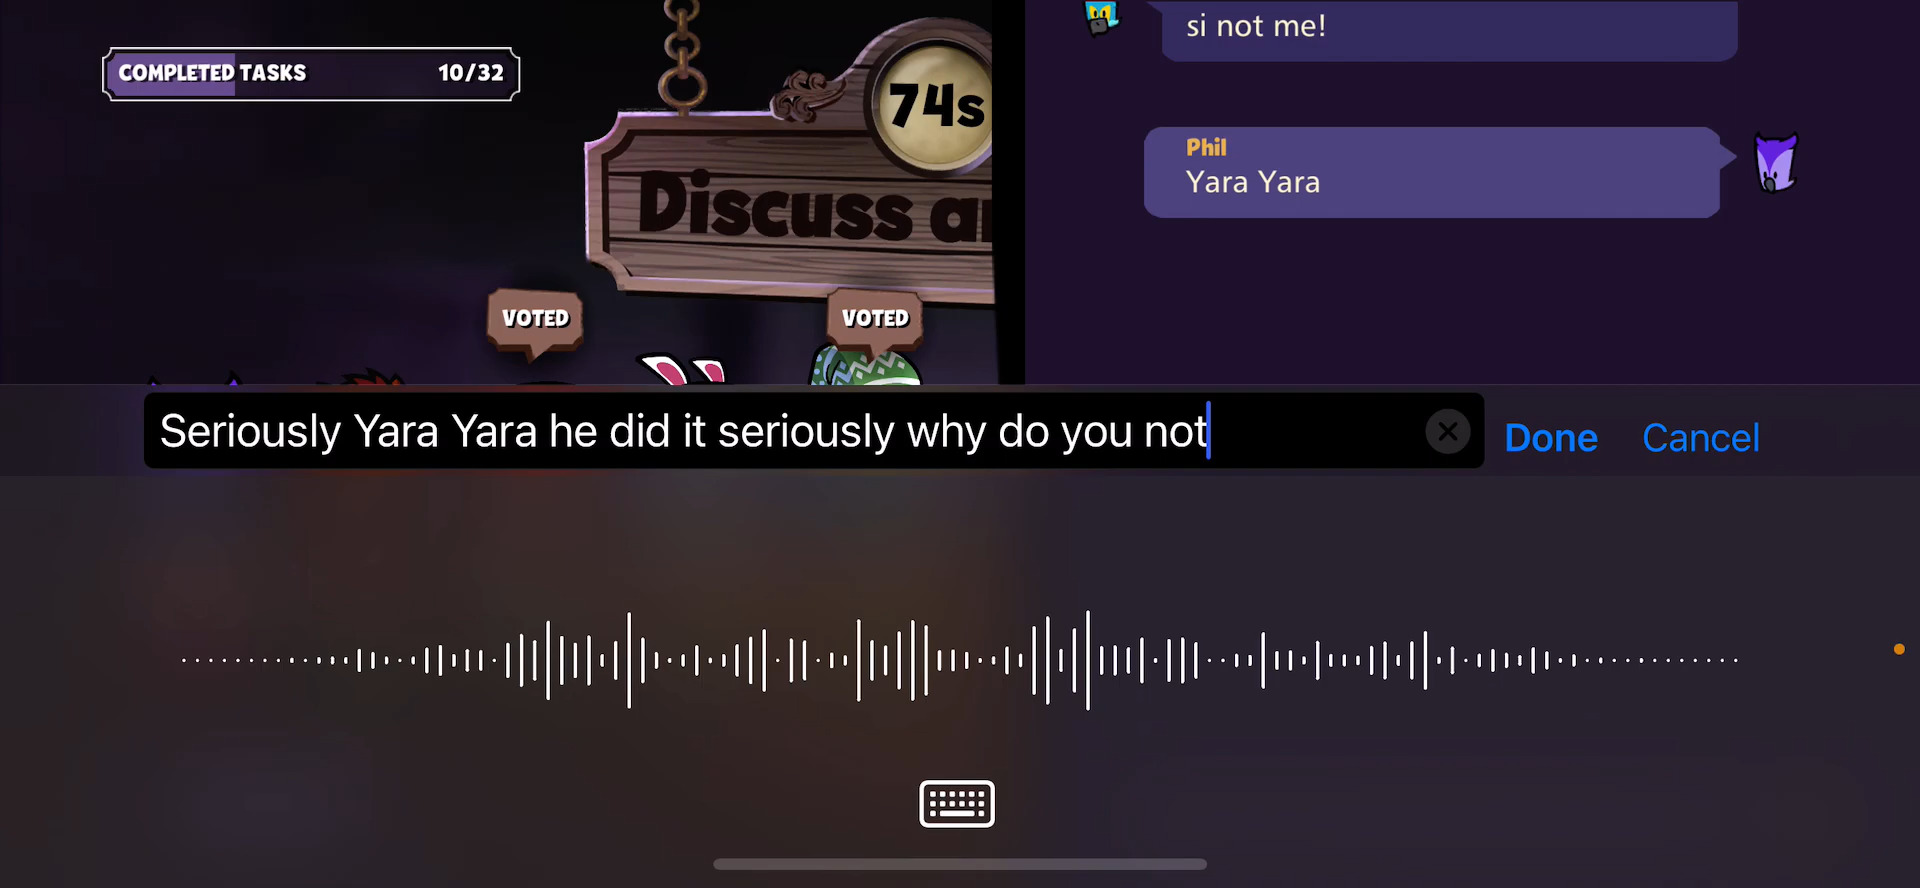 COMPLETED TASKS 10/32
74s
Discuss a
VOTED
VOTED
si not me!
Phil
Yara Yara
Seriously Yara Yara he did it seriously why do you not
Done Cancel